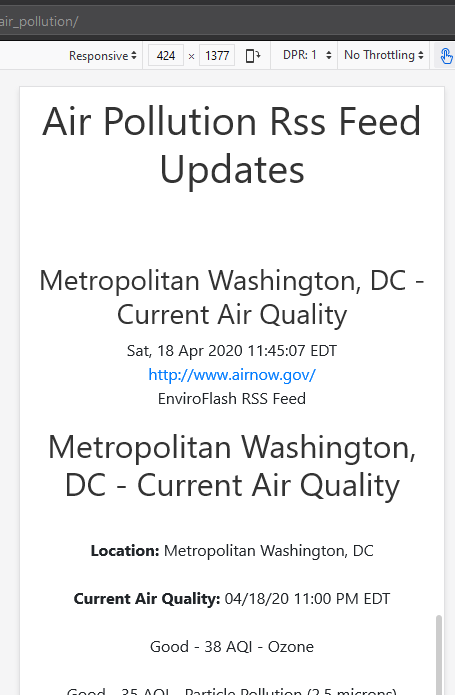 air_pollution/
Responsive 424 × 1377 DPR: 1 No Throttling
Air Pollution Rss Feed
Updates
Metropolitan Washington, DC -
Current Air Quality
Sat, 18 Apr 2020 11:45:07 EDT
http://www.airnow.gov/
EnviroFlash RSS Feed
Metropolitan Washington,
DC - Current Air Quality
Location: Metropolitan Washington, DC
Current Air Quality: 04/18/20 11:00 PM EDT
Good - 38 AQI - Ozone
Good - 35 AQI - Particle Pollution (2.5 microns)